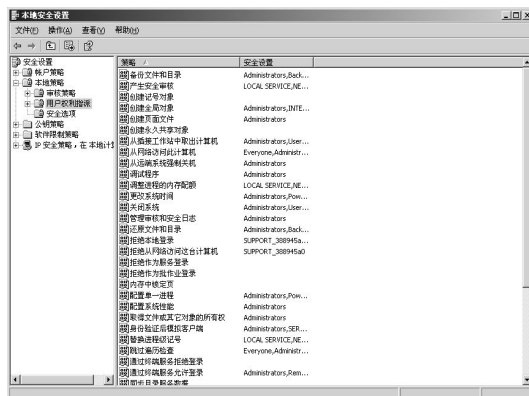 本地安全设置
文件(F) 操作(A) 查看(V) 帮助(H)
安全设置
帐户策略
本地策略
审核策略
用户权利指派
安全选项
公钥策略
软件限制策略
IP 安全策略，在 本地计
策略 安全设置
备份文件和目录 Administrators,Back...
产生安全审核 LOCAL SERVICE,NE...
创建记号对象
创建全局对象 Administrators,INTE...
创建页面文件 Administrators
创建永久共享对象
从插接工作站中取出计算机 Administrators,User...
从网络访问此计算机 Everyone,Administr...
从远端系统强制关机 Administrators
调试程序 Administrators
调整进程的内存配额 LOCAL SERVICE,NE...
更改系统时间 Administrators,Pow...
关闭系统 Administrators,User...
管理审核和安全日志 Administrators
还原文件和目录 Administrators,Back...
拒绝本地登录 SUPPORT_388945a...
拒绝从网络访问这台计算机 SUPPORT_388945a0
拒绝作为服务登录
拒绝作为批作业登录
内存中锁定页
配置单一进程 Administrators,Pow...
配置系统性能 Administrators
取得文件或其它对象的所有权 Administrators
身份验证后模拟客户端 Administrators,SER...
替换进程级记号 LOCAL SERVICE,NE...
跳过遍历检查 Everyone,Administr...
通过终端服务拒绝登录
通过终端服务允许登录 Administrators,Rem...
同步目录服务数据